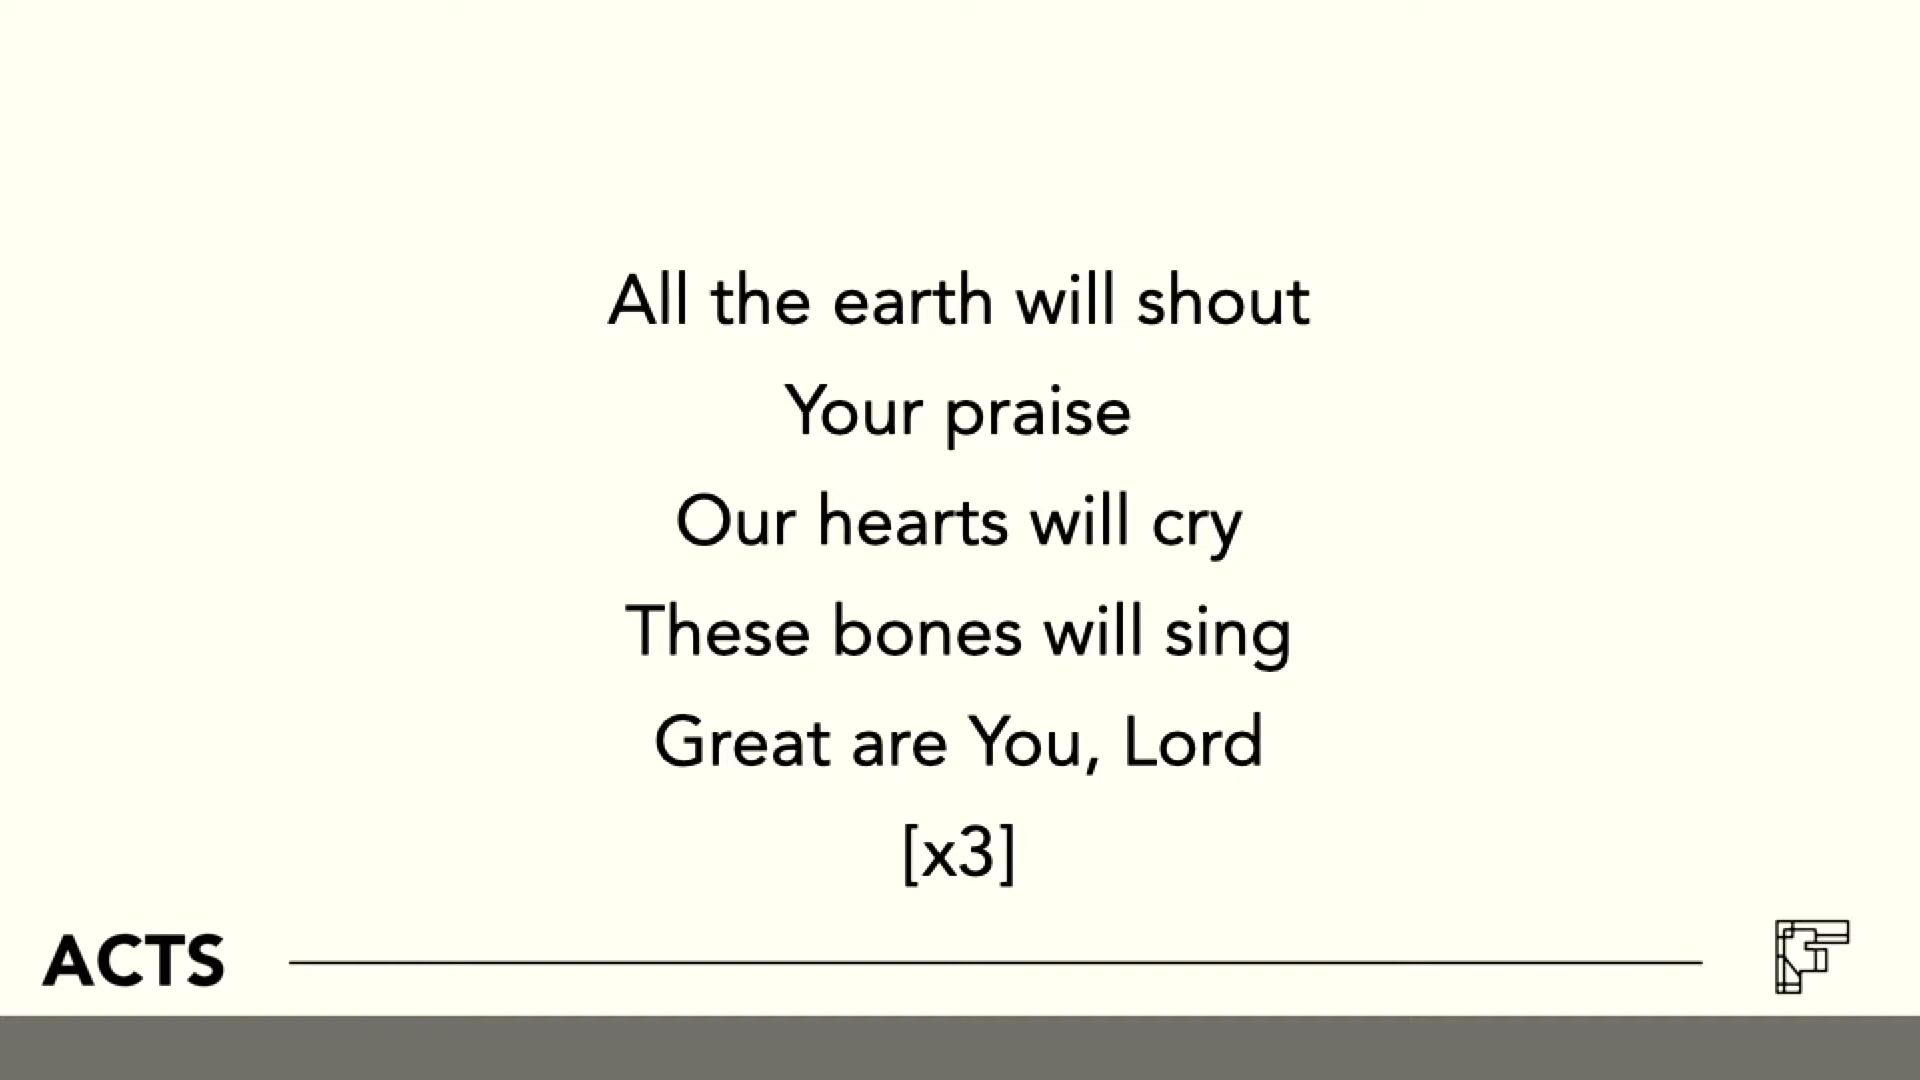 All the earth will shout
Your praise
Our hearts will cry
These bones will sing
Great are You, Lord
[x3]
ACTS